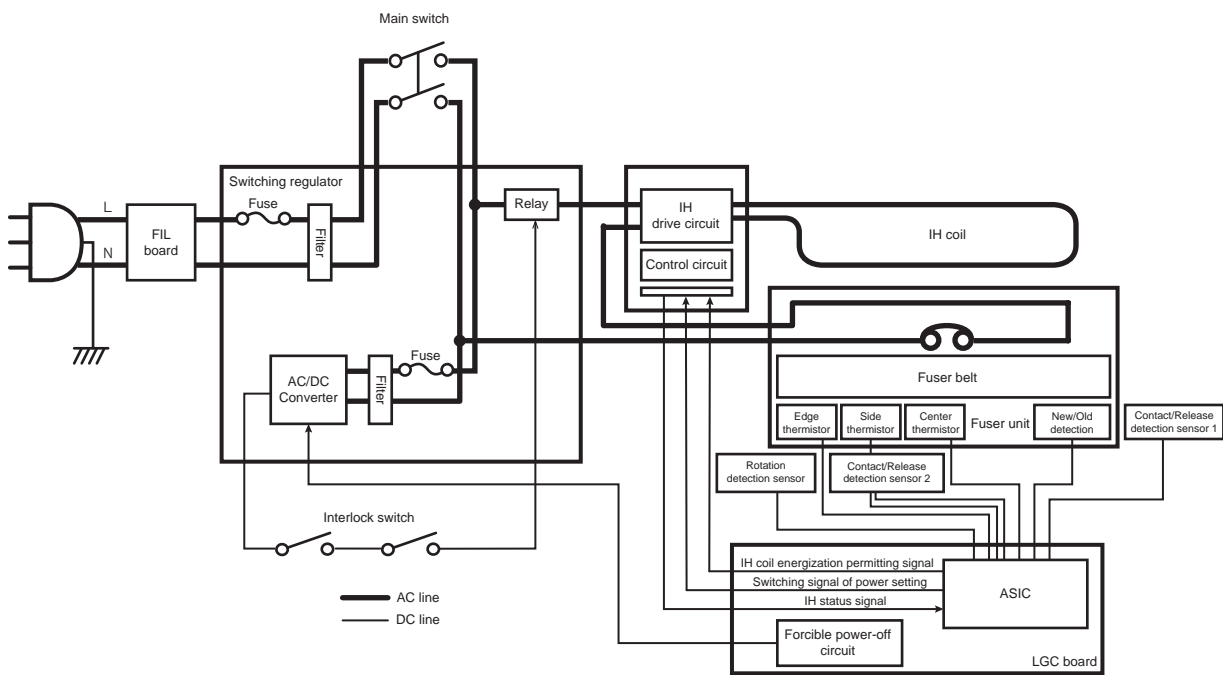 Main switch
Switching regulator
Fuse
Relay
L
N
FIL
board
Filter
IH
drive circuit
IH coil
Control circuit
Fuse
AC/DC
Converter
Filter
Fuser belt
Edge
thermistor
Side
thermistor
Center
thermistor
Fuser unit
New/Old
detection
Contact/Release
detection sensor 1
Rotation
detection sensor
Contact/Release
detection sensor 2
Interlock switch
AC line
DC line
IH coil energization permitting signal
Switching signal of power setting
IH status signal
ASIC
Forcible power-off
circuit
LGC board